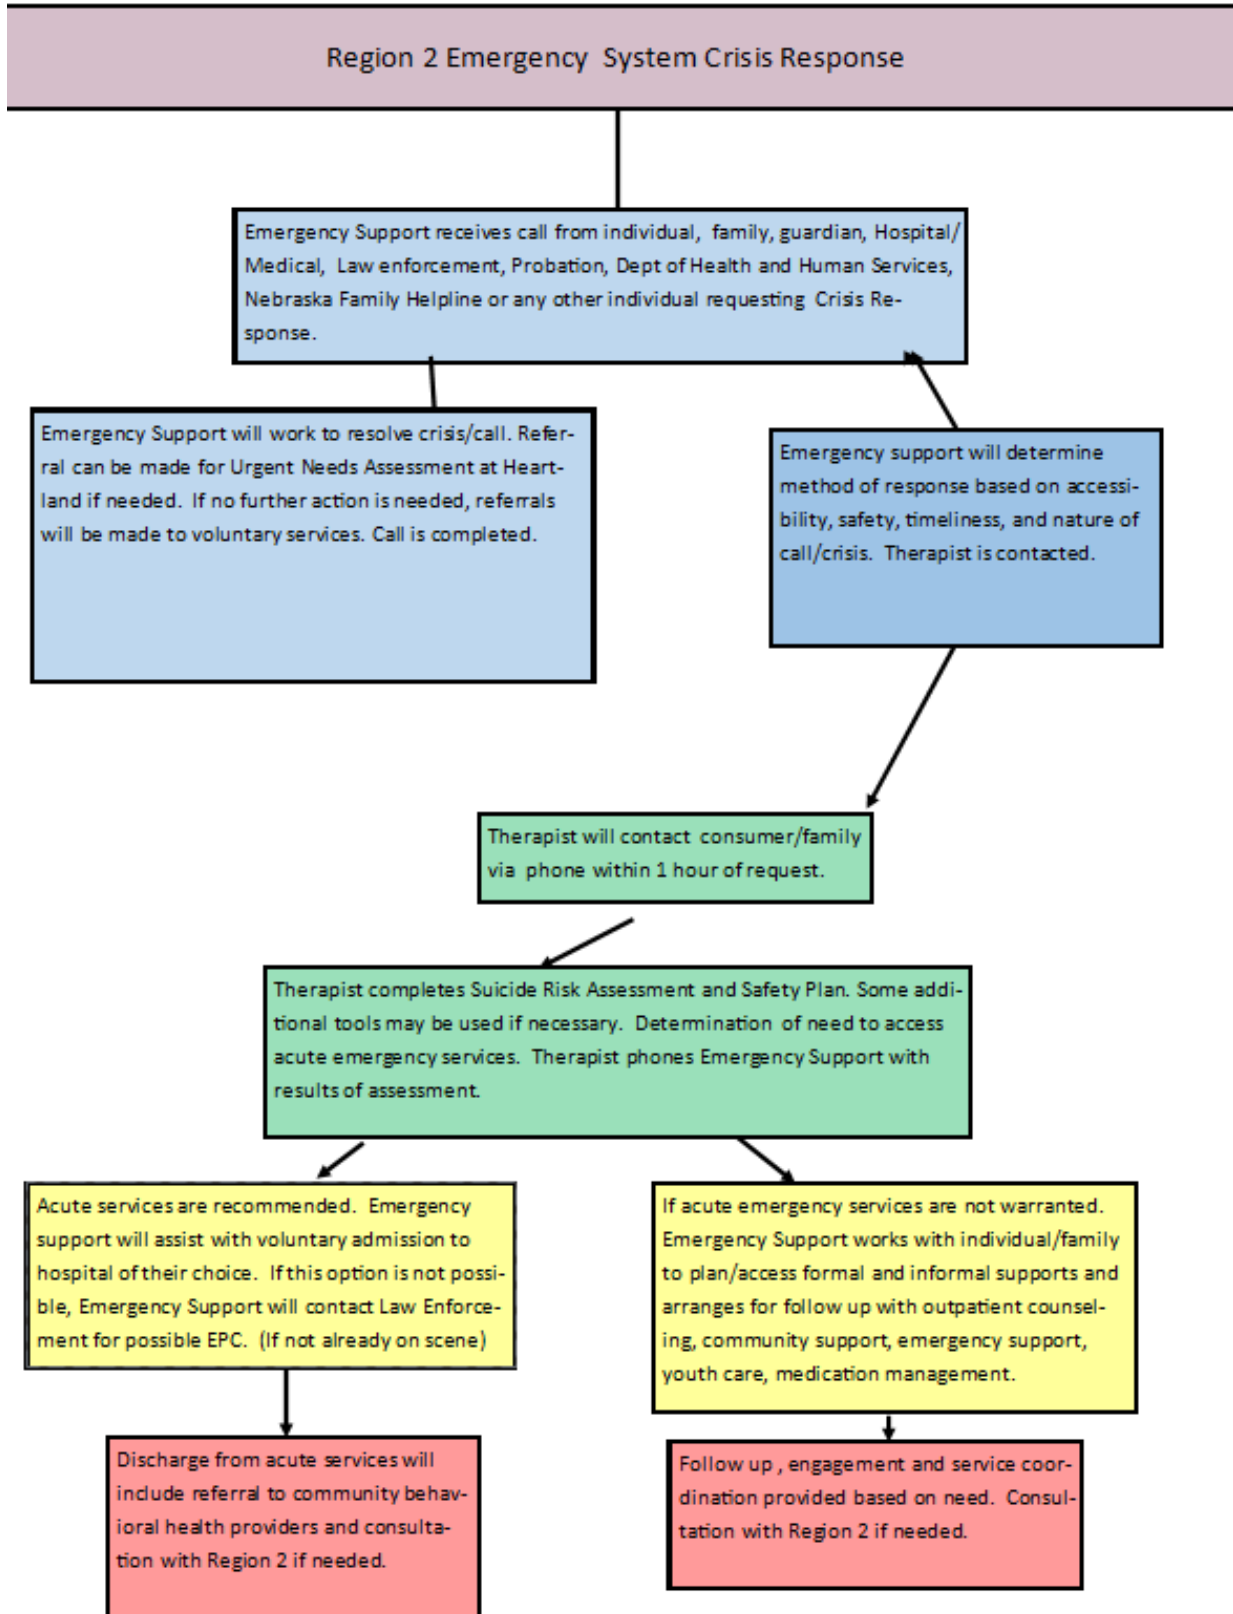 Region 2 Emergency System Crisis Response
Emergency Support receives call from individual, family, guardian, Hospital/
Medical, Law enforcement, Probation, Dept of Health and Human Services,
Nebraska Family Helpline or any other individual requesting Crisis Re-
sponse.
Emergency Support will work to resolve crisis/call. Refer-
ral can be made for Urgent Needs Assessment at Heart-
land if needed. If no further action is needed, referrals
will be made to voluntary services. Call is completed.
Emergency support will determine
method of response based on accessi-
bility, safety, timeliness, and nature of
call/crisis. Therapist is contacted.
Therapist will contact consumer/family
via phone within 1 hour of request.
Therapist completes Suicide Risk Assessment and Safety Plan. Some addi-
tional tools may be used if necessary. Determination of need to access
acute emergency services. Therapist phones Emergency Support with
results of assessment.
Acute services are recommended. Emergency
support will assist with voluntary admission to
hospital of their choice. If this option is not possi-
ble, Emergency Support will contact Law Enforce-
ment for possible EPC. (If not already on scene)
If acute emergency services are not warranted.
Emergency Support works with individual/family
to plan/access formal and informal supports and
arranges for follow up with outpatient counsel-
ing, community support, emergency support,
youth care, medication management.
Discharge from acute services will
include referral to community behav-
ioral health providers and consulta-
tion with Region 2 if needed.
Follow up , engagement and service coor-
dination provided based on need. Consul-
tation with Region 2 if needed.